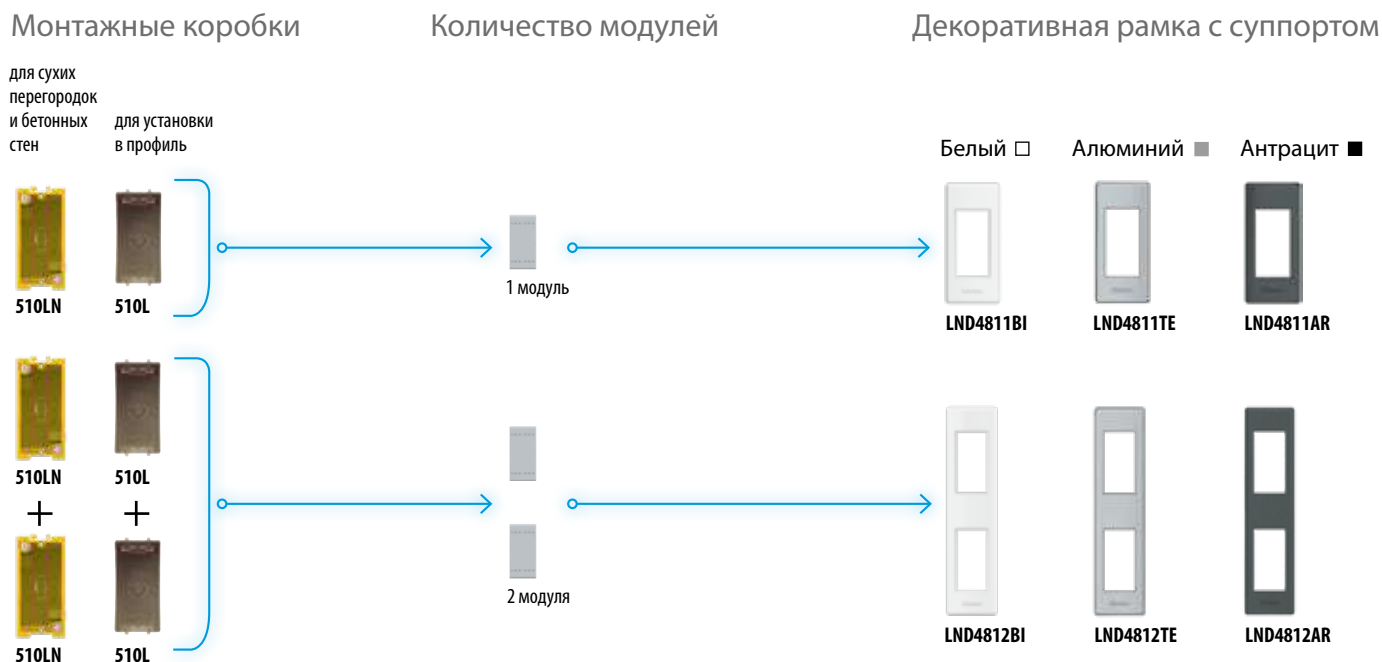 Монтажные коробки
Количество модулей
Декоративная рамка с суппортом
для сухих
перегородок
и бетонных
стен
для установки
в профиль
Белый
Алюминий
Антрацит
510LN
510L
1 модуль
LND4811BI
LND4811TE
LND4811AR
510LN
510L
+
+
510LN
510L
2 модуля
LND4812BI
LND4812TE
LND4812AR